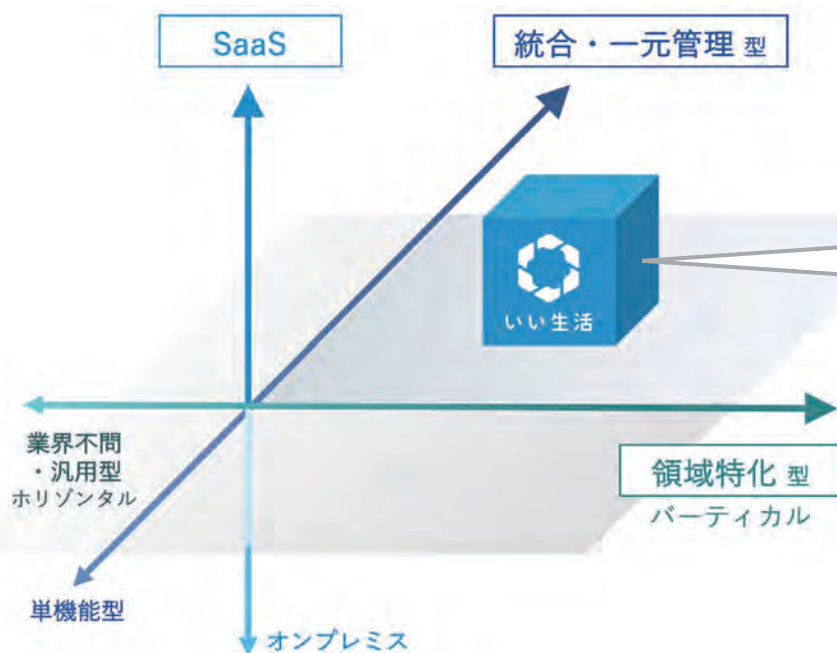 SaaS
統合・一元管理 型
いい生活
業界不問
・汎用型
ホリゾンタル
領域特化 型
バーティカル
単機能型
オンプレミス